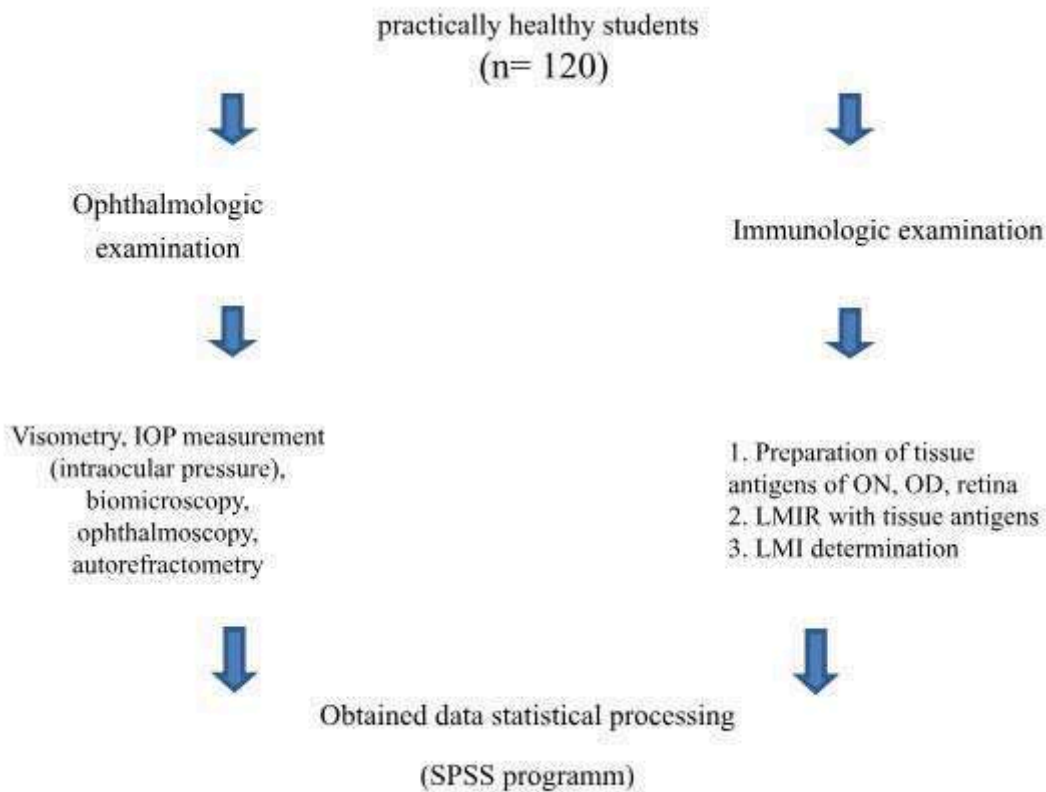 practically healthy students
(n= 120)
Ophthalmologic
examination
Immunologic examination
Visometry, IOP measurement
(intraocular pressure),
biomicroscopy,
ophthalmoscopy,
autorefractometry
1. Preparation of tissue
antigens of ON, OD, retina
2. LMIR with tissue antigens
3. LMI determination
Obtained data statistical processing
(SPSS programm)